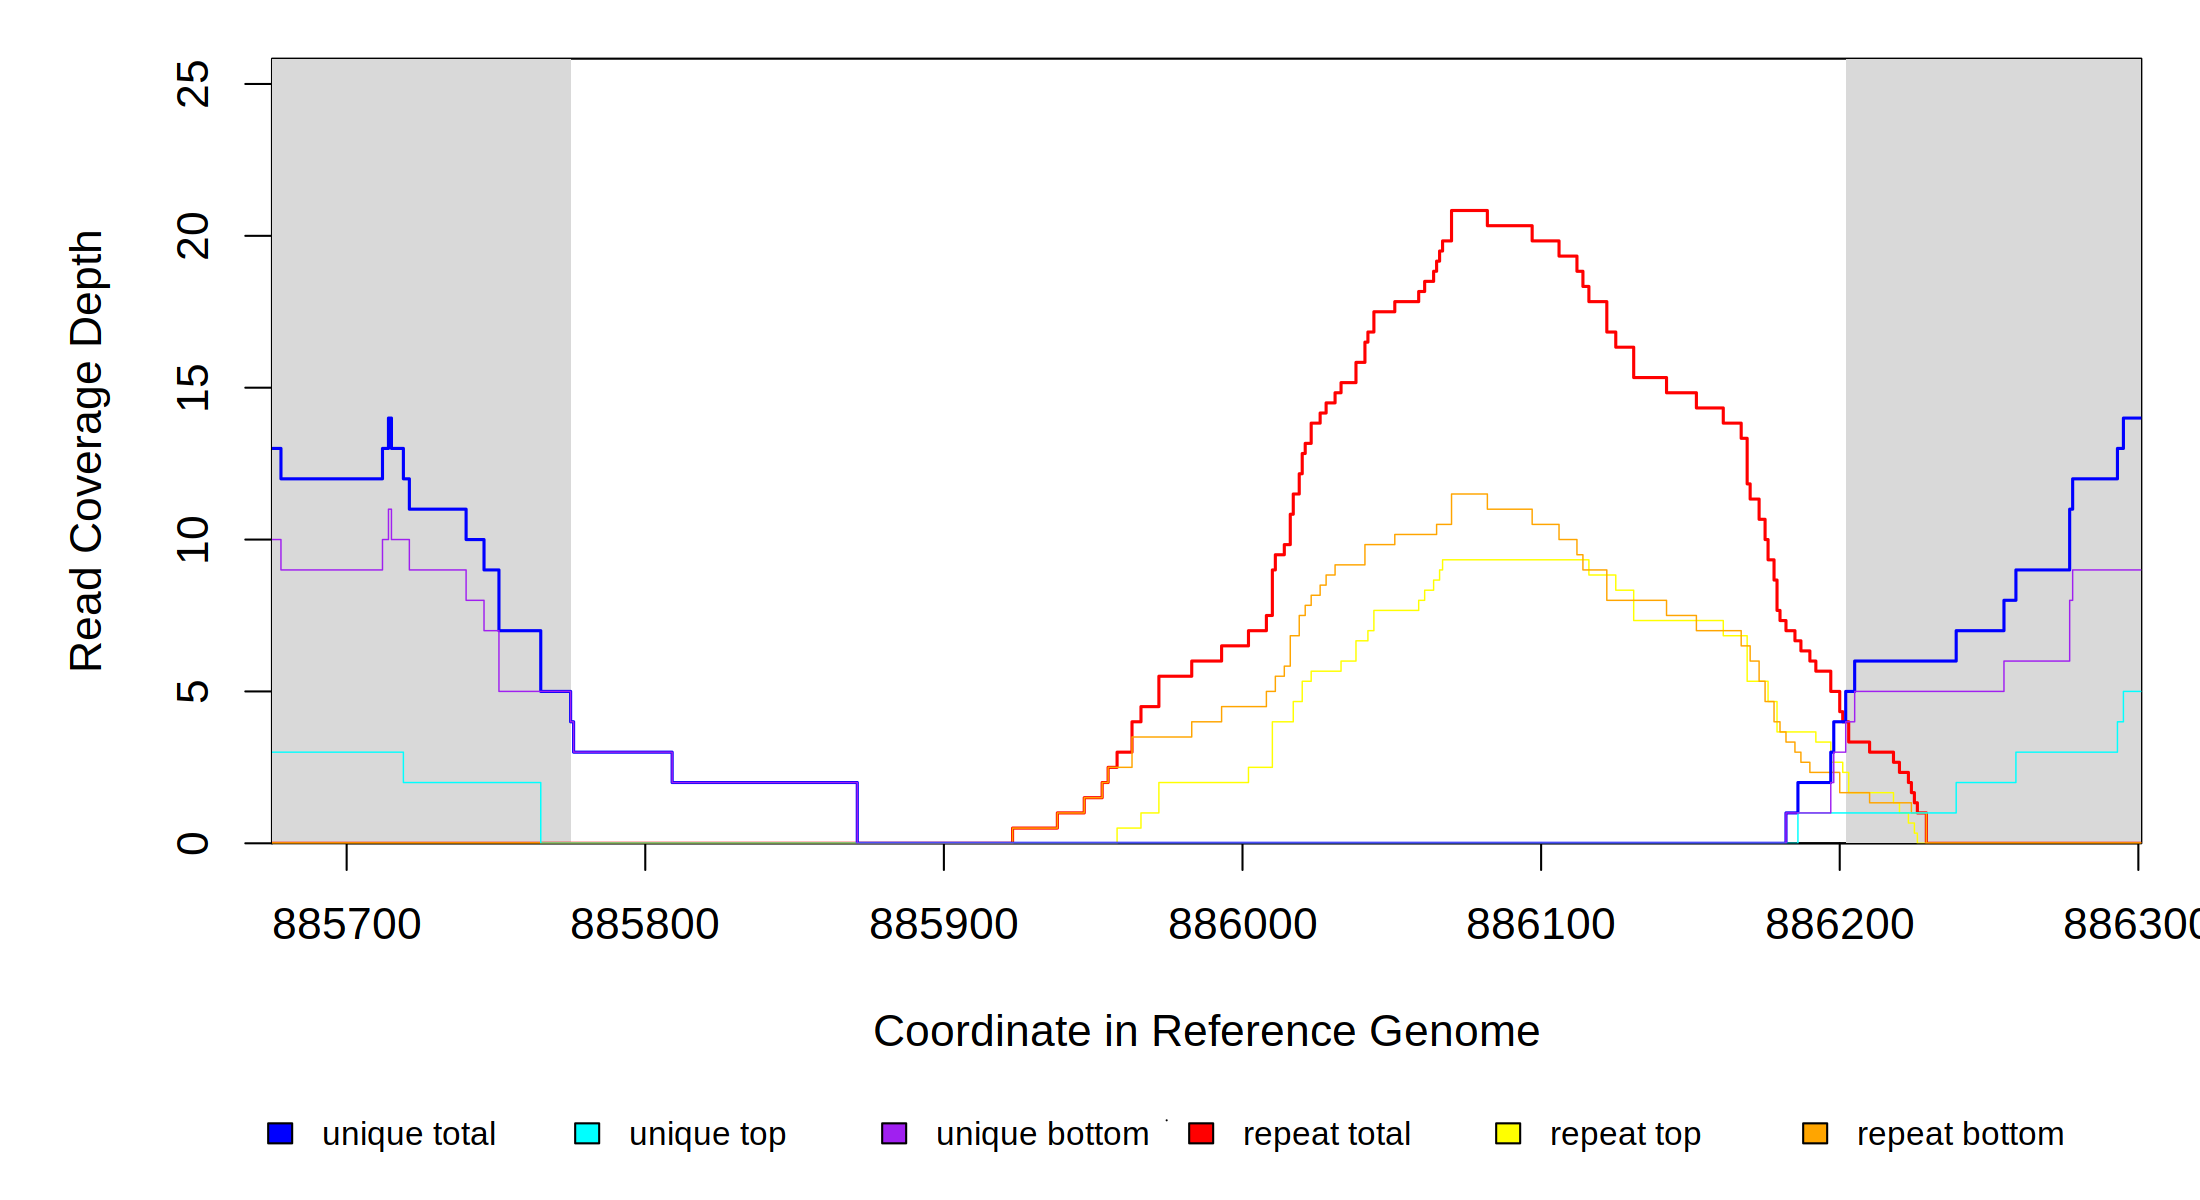 Read Coverage Depth
25
20
15
10
5
0
885700 885800 885900 886000 886100 886200 88630
Coordinate in Reference Genome
unique total unique top unique bottom repeat total repeat top repeat bottom